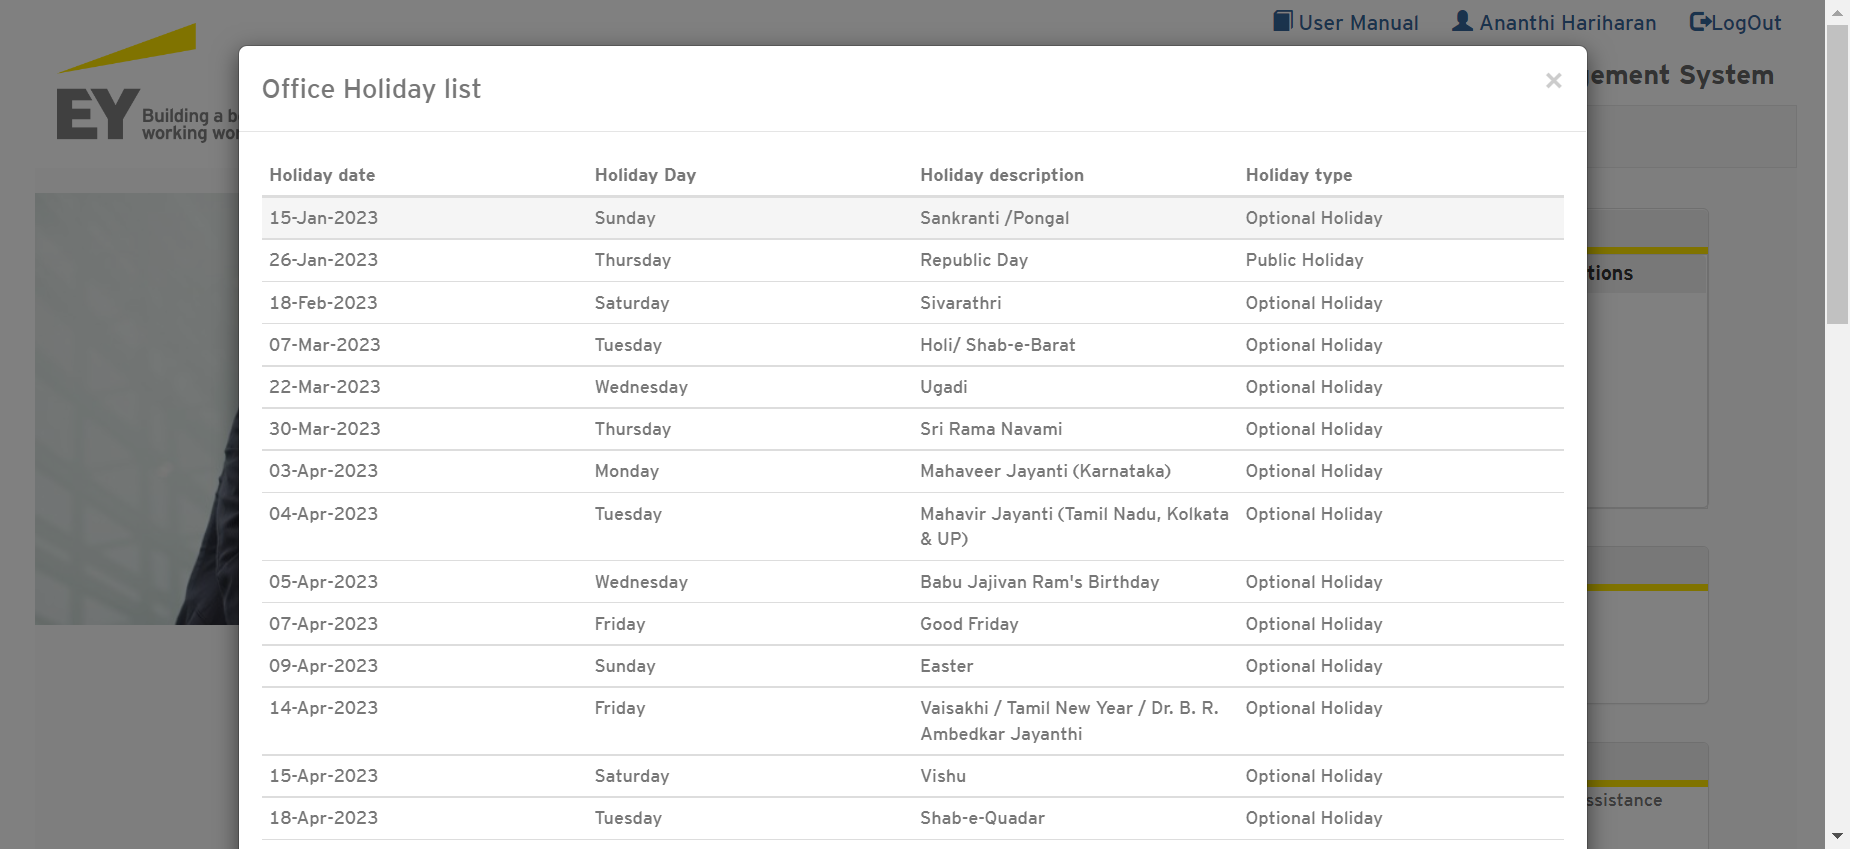 User Manual Ananthi Hariharan LogOut
ement System
EY Building a b
working wor
Office Holiday list ×
Holiday date Holiday Day Holiday description Holiday type
15-Jan-2023 Sunday Sankranti /Pongal Optional Holiday
26-Jan-2023 Thursday Republic Day Public Holiday
18-Feb-2023 Saturday Sivarathri Optional Holiday
07-Mar-2023 Tuesday Holi/ Shab-e-Barat Optional Holiday
22-Mar-2023 Wednesday Ugadi Optional Holiday
30-Mar-2023 Thursday Sri Rama Navami Optional Holiday
03-Apr-2023 Monday Mahaveer Jayanti (Karnataka) Optional Holiday
04-Apr-2023 Tuesday Mahavir Jayanti (Tamil Nadu, Kolkata Optional Holiday
& UP)
05-Apr-2023 Wednesday Babu Jajivan Ram's Birthday Optional Holiday
07-Apr-2023 Friday Good Friday Optional Holiday
09-Apr-2023 Sunday Easter Optional Holiday
14-Apr-2023 Friday Vaisakhi / Tamil New Year / Dr. B. R. Optional Holiday
Ambedkar Jayanthi
15-Apr-2023 Saturday Vishu Optional Holiday
18-Apr-2023 Tuesday Shab-e-Quadar Optional Holiday
tions
ssistance